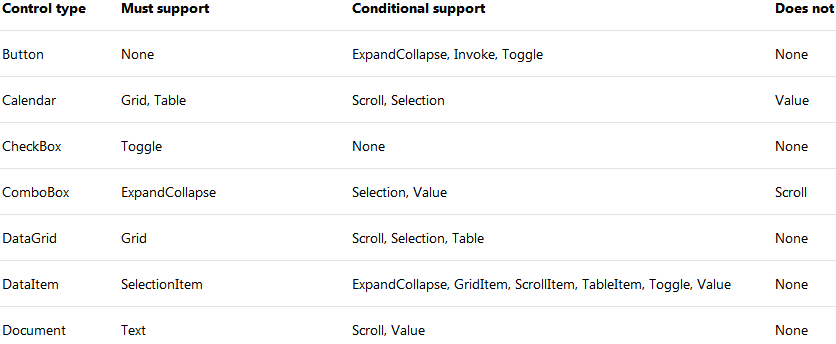 Control type Must support Conditional support Does not
Button None ExpandCollapse, Invoke, Toggle None
Calendar Grid, Table Scroll, Selection Value
CheckBox Toggle None None
ComboBox ExpandCollapse Selection, Value Scroll
DataGrid Grid Scroll, Selection, Table None
DataItem SelectionItem ExpandCollapse, GridItem, ScrollItem, TableItem, Toggle, Value None
Document Text Scroll, Value None